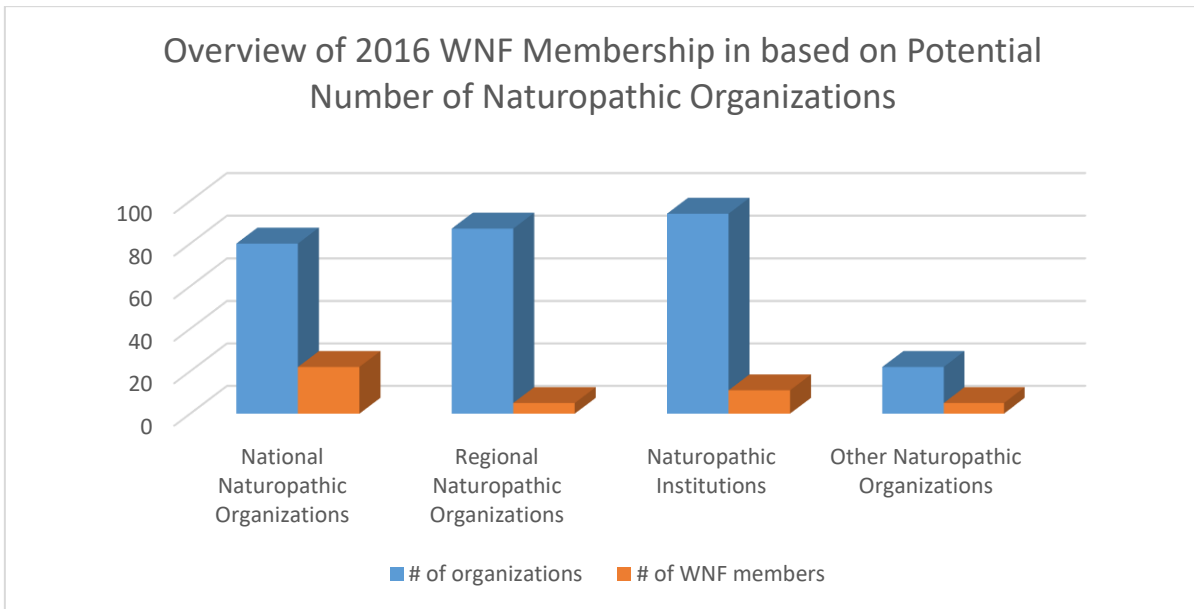 Overview of 2016 WNF Membership in based on Potential
Number of Naturopathic Organizations
100
80
60
40
20
0
National
Naturopathic
Organizations
Regional
Naturopathic
Organizations
Naturopathic
Institutions
Other Naturopathic
Organizations
# of organizations
# of WNF members